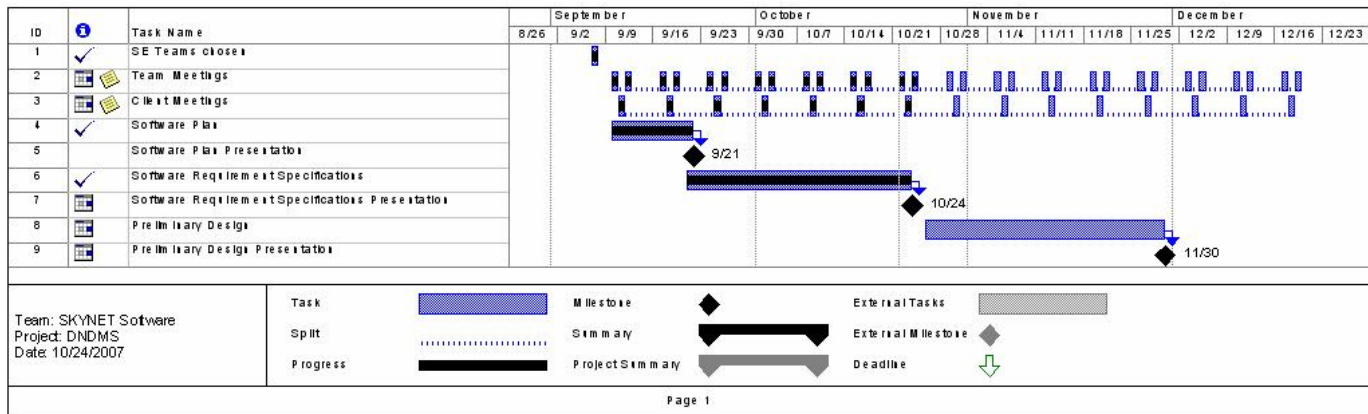 September October November December
ID Task Name 8/26 9/2 9/9 9/16 9/23 9/30 10/7 10/14 10/21 10/28 11/4 11/11 11/18 11/25 12/2 12/9 12/16 12/23
1 SE Teams chosen
2 Team Meetings
3 Client Meetings
4 Software Plan
5 Software Plan Presentation 9/21
6 Software Requirement Specifications
7 Software Requirement Specifications Presentation 10/24
8 Preliminary Design
9 Preliminary Design Presentation 11/30
Team: SKYNET Software
Project: DNDMS
Date: 10/24/2007
Task Milestone External Tasks
Split Summary External Milestone
Progress Project Summary Deadline
Page 1